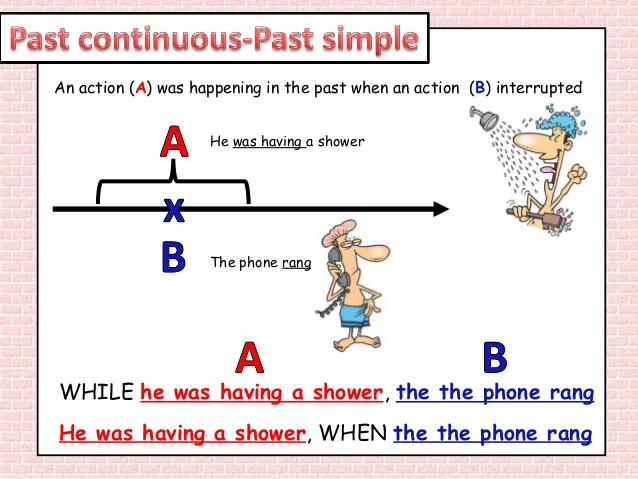 Past continuous-Past simple
An action (A) was happening in the past when an action (B) interrupted
A
He was having a shower
x
B
The phone rang
A B
WHILE he was having a shower, the the phone rang
He was having a shower, WHEN the the phone rang